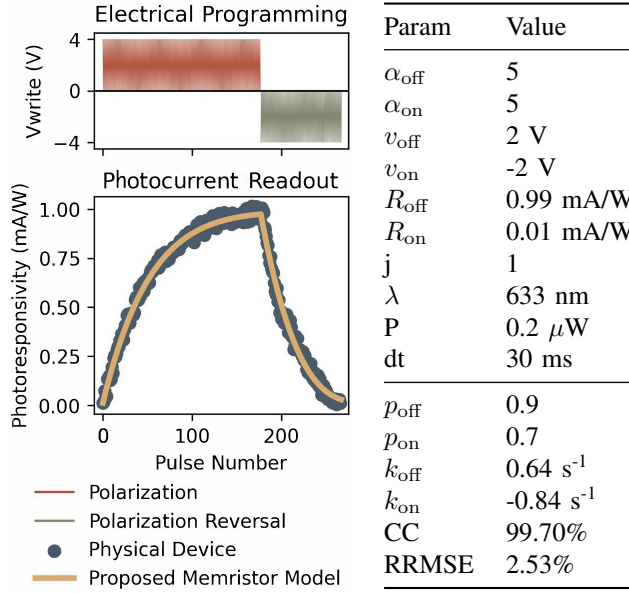 Electrical Programming
Vwrite (V)
4
0
−4
Photocurrent Readout
Photoresponsivity (mA/W)
1.00
0.75
0.50
0.25
0.00
0
100
200
Pulse Number
Polarization
Polarization Reversal
Physical Device
Proposed Memristor Model
Param Value
α_off 5
α_on 5
v_off 2 V
v_on -2 V
R_off 0.99 mA/W
R_on 0.01 mA/W
j 1
λ 633 nm
P 0.2 μW
dt 30 ms
p_off 0.9
p_on 0.7
k_off 0.64 s⁻¹
k_on -0.84 s⁻¹
CC 99.70%
RRMSE 2.53%